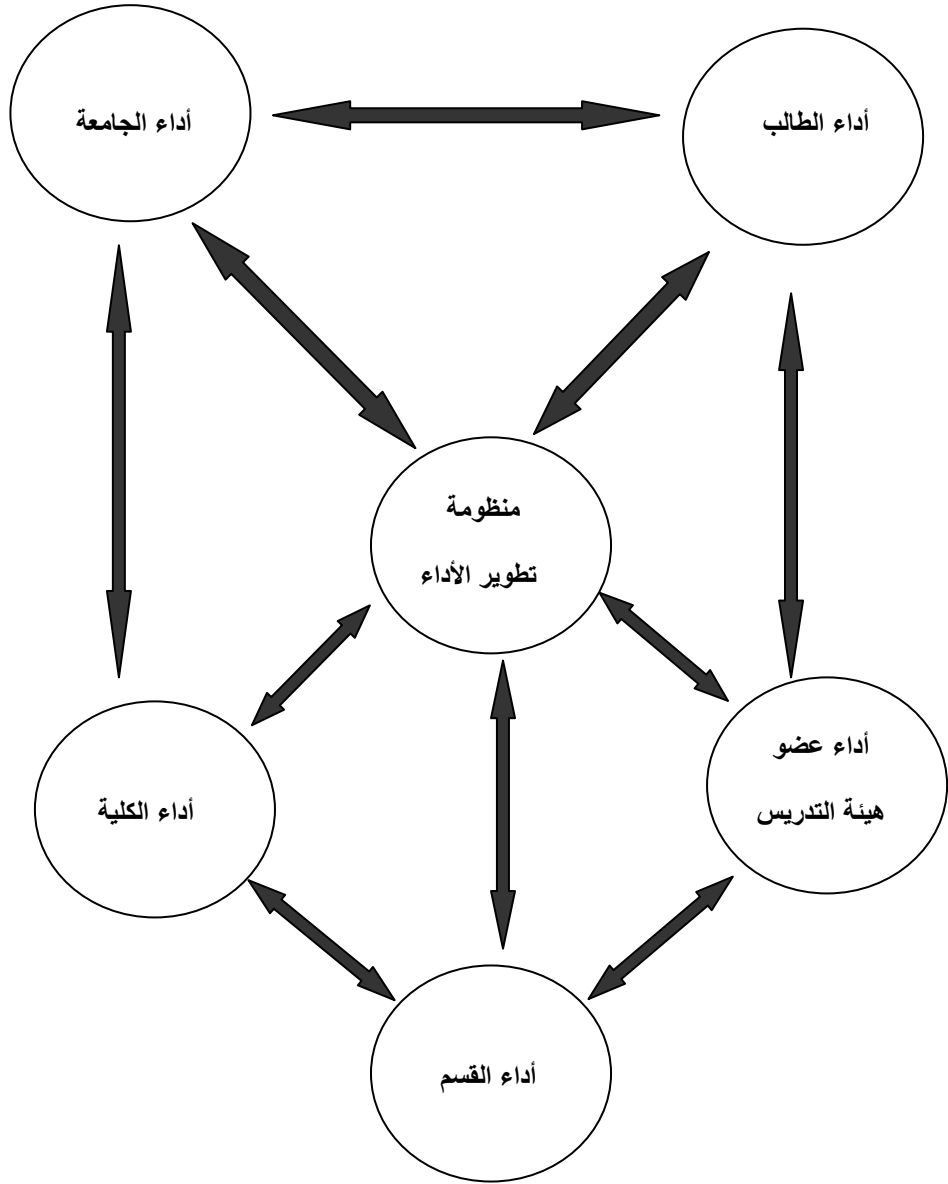 أداء الطالب
أداء الجامعة
منظومة
تطوير الأداء
أداء عضو
هيئة التدريس
أداء الكلية
أداء القسم